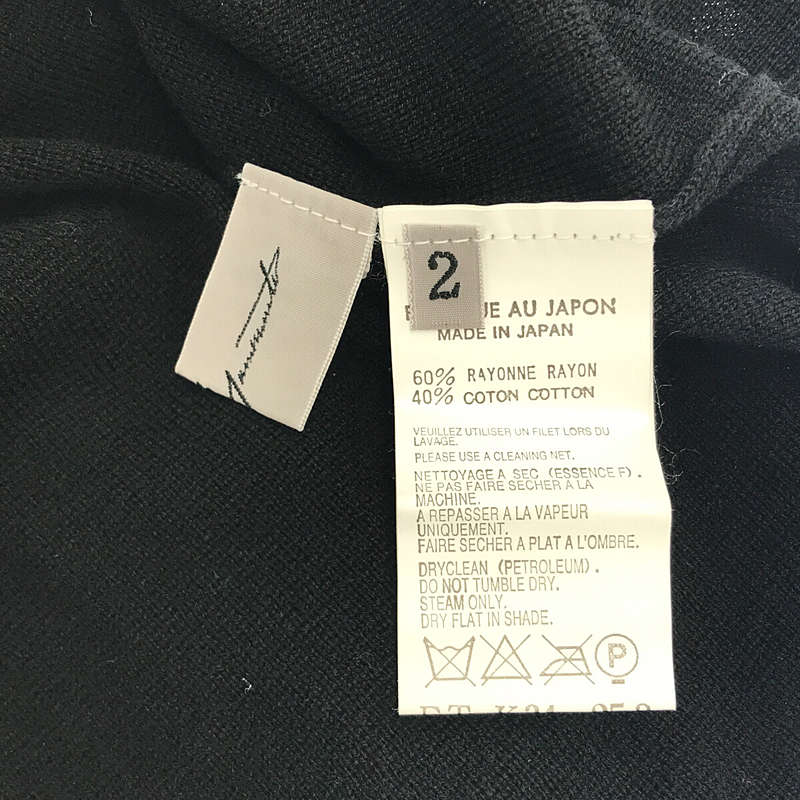 2
AU JAPON
MADE IN JAPAN
60% RAYONNE RAYON
40% COTON COTTON
VEUILLEZ UTILISER UN FILET LORS DU
LAVAGE.
PLEASE USE A CLEANING NET.
NETTOYAGE A SEC (ESSENCE F).
NE PAS FAIRE SECHER A LA
MACHINE.
A REPASSER A LA VAPEUR
UNIQUEMENT.
FAIRE SECHER A PLAT A L'OMBRE.
DRYCLEAN (PETROLEUM).
DO NOT TUMBLE DRY.
STEAM ONLY.
DRY FLAT IN SHADE.
P